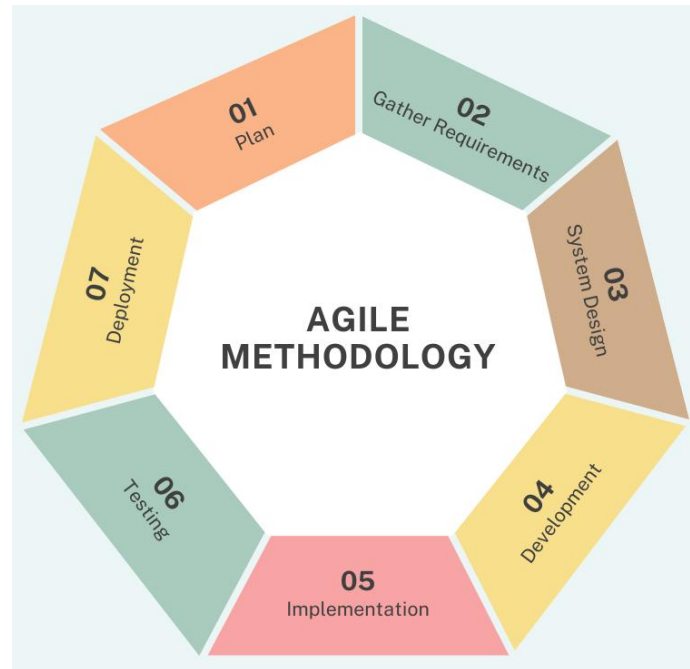 AGILE
METHODOLOGY
01
Plan
02
Gather Requirements
03
System Design
04
Development
05
Implementation
06
Testing
07
Deployment